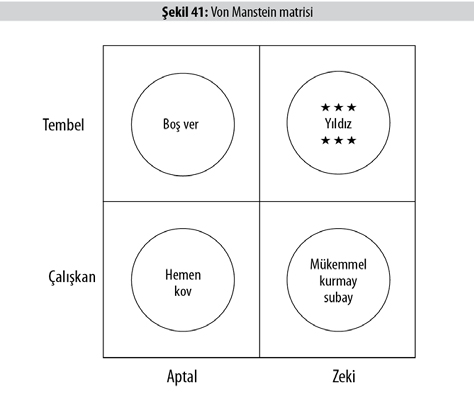 Şekil 41: Von Manstein matrisi
Tembel
Boş ver
★ ★ ★
Yıldız
★ ★ ★
Çalışkan
Hemen
kov
Mükemmel
kurmay
subay
Aptal
Zeki